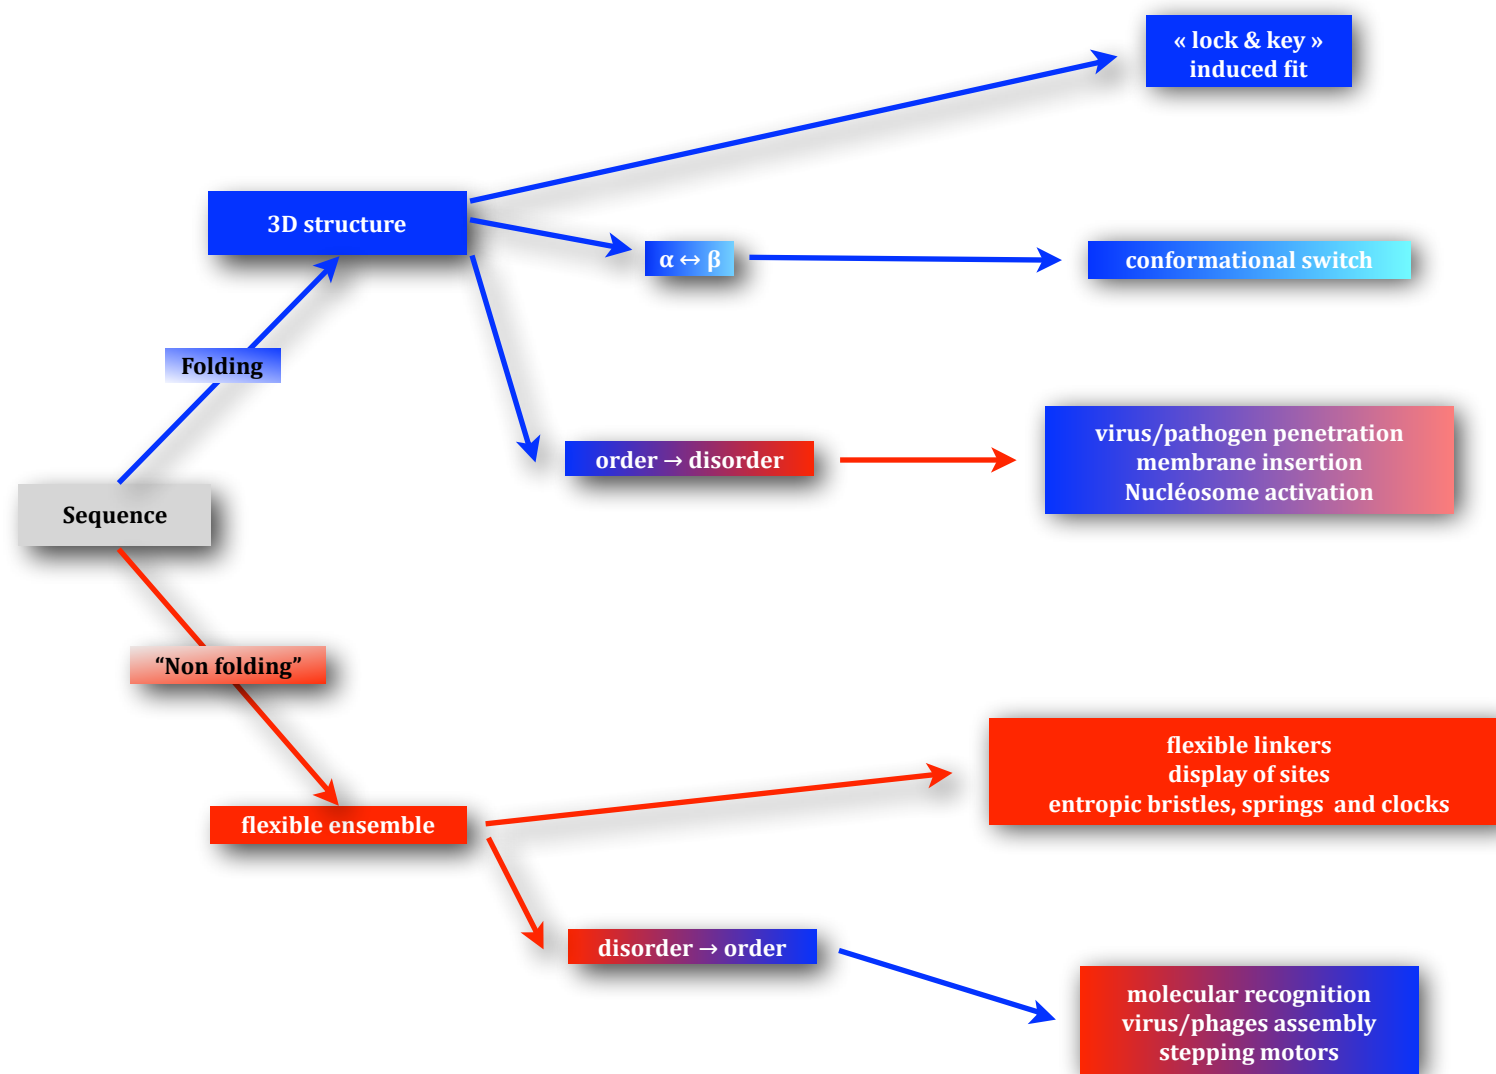 « lock & key »
induced fit
3D structure
α ↔ β
conformational switch
Folding
order → disorder
virus/pathogen penetration
membrane insertion
Nucléosome activation
Sequence
“Non folding”
flexible ensemble
flexible linkers
display of sites
entropic bristles, springs and clocks
disorder → order
molecular recognition
virus/phages assembly
stepping motors